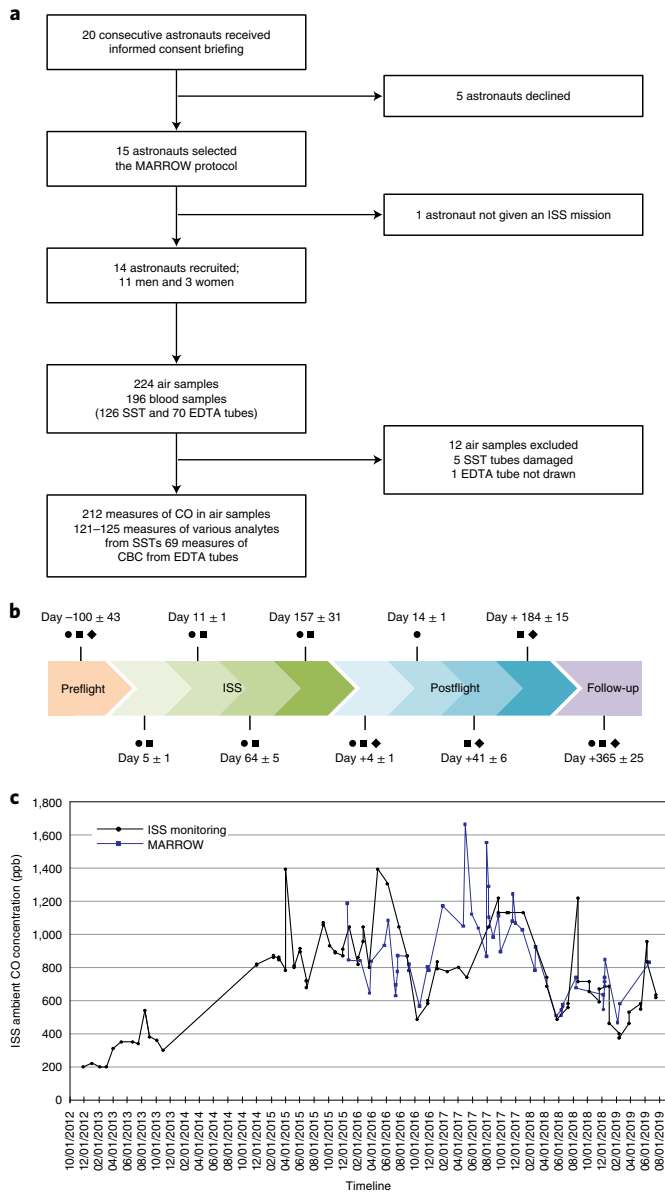 a
20 consecutive astronauts received
informed consent briefing
5 astronauts declined
15 astronauts selected
the MARROW protocol
1 astronaut not given an ISS mission
14 astronauts recruited;
11 men and 3 women
224 air samples
196 blood samples
(126 SST and 70 EDTA tubes)
12 air samples excluded
5 SST tubes damaged
1 EDTA tube not drawn
212 measures of CO in air samples
121–125 measures of various analytes
from SSTs 69 measures of
CBC from EDTA tubes
b
Day –100 ± 43
Day 11 ± 1
Day 157 ± 31
Day 14 ± 1
Day + 184 ± 15
Preflight
ISS
Postflight
Follow-up
Day 5 ± 1
Day 64 ± 5
Day +4 ± 1
Day +41 ± 6
Day +365 ± 25
c
ISS ambient CO concentration (ppb)
1,800
1,600
1,400
1,200
1,000
800
600
400
200
0
ISS monitoring
MARROW
10/01/2012
12/01/2012
02/01/2013
04/01/2013
06/01/2013
08/01/2013
10/01/2013
12/01/2013
02/01/2014
04/01/2014
06/01/2014
08/01/2014
10/01/2014
12/01/2014
02/01/2015
04/01/2015
06/01/2015
08/01/2015
10/01/2015
12/01/2015
02/01/2016
04/01/2016
06/01/2016
08/01/2016
10/01/2016
12/01/2016
02/01/2017
04/01/2017
06/01/2017
08/01/2017
10/01/2017
12/01/2017
02/01/2018
04/01/2018
06/01/2018
08/01/2018
10/01/2018
12/01/2018
02/01/2019
04/01/2019
06/01/2019
08/01/2019
Timeline